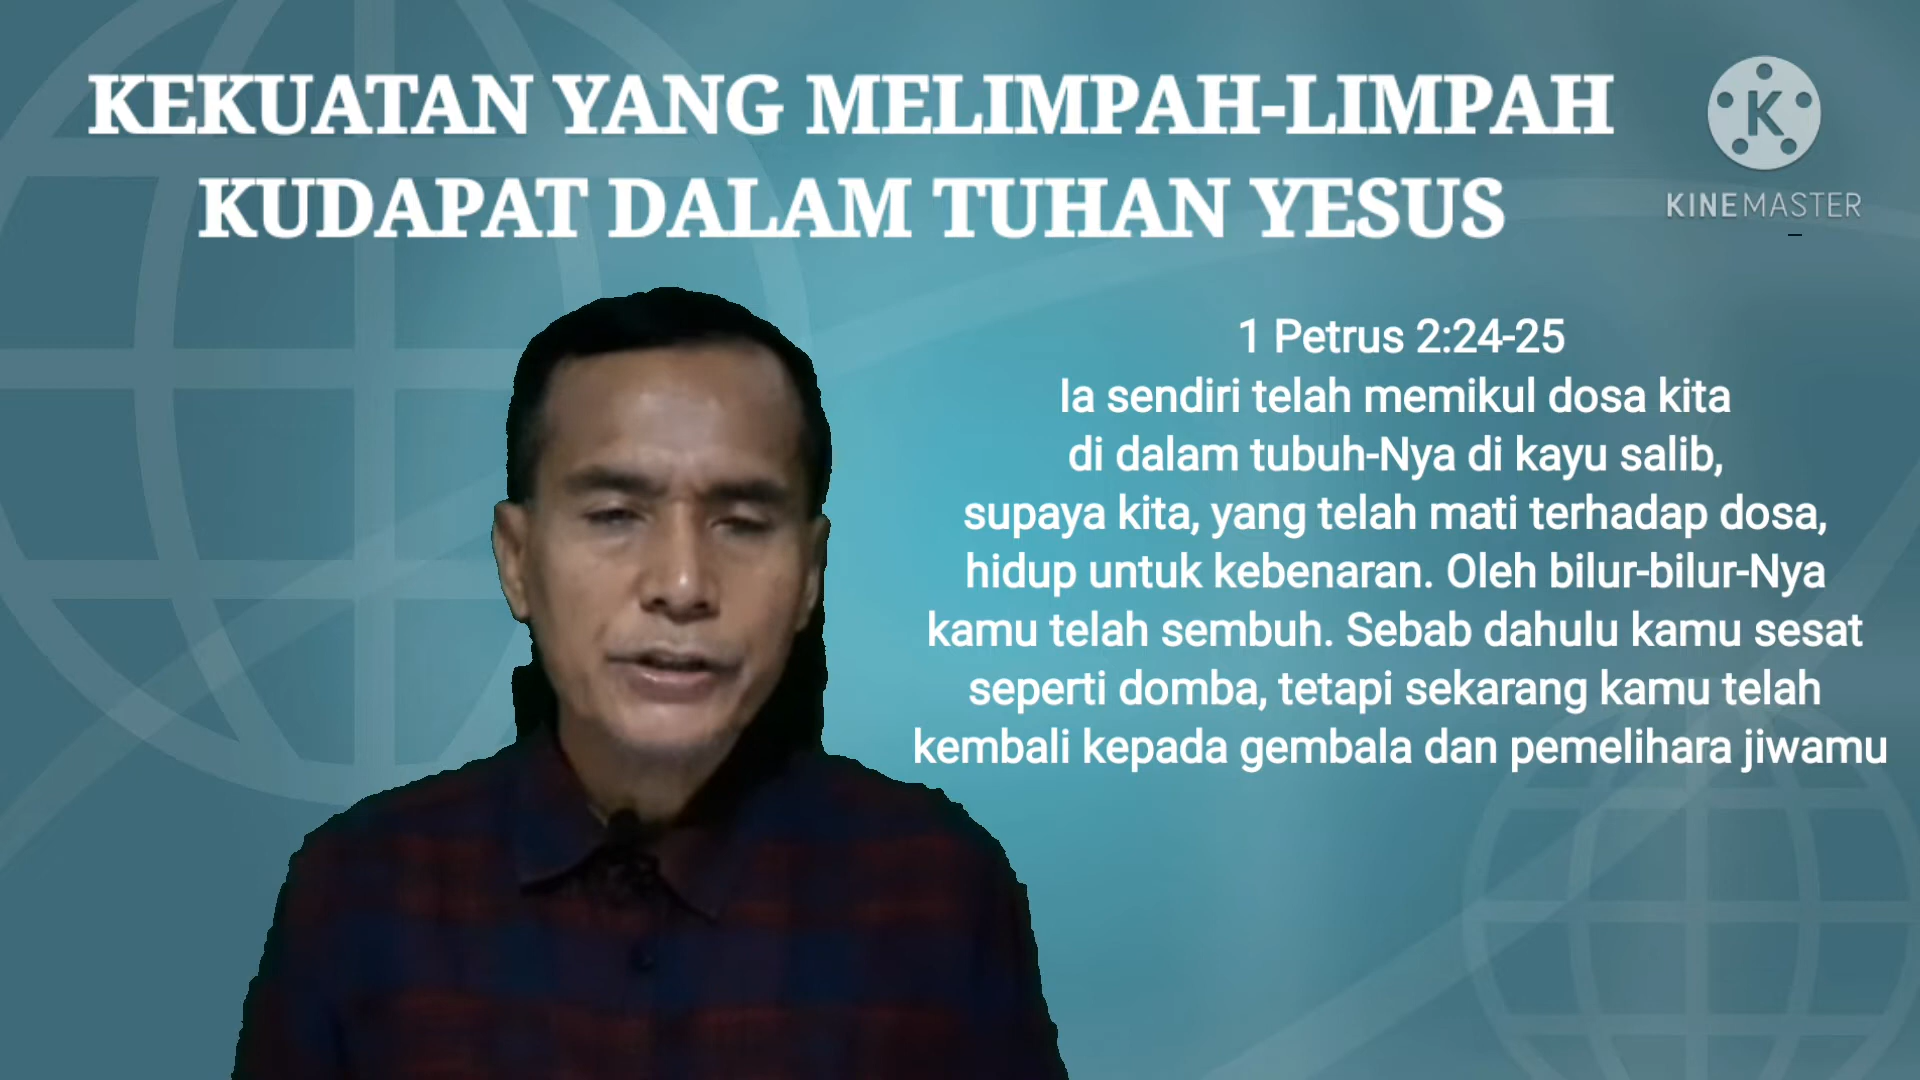 KEKUATAN YANG MELIMPAH-LIMPAH
KUDAPAT DALAM TUHAN YESUS
K
KINEMASTER
1 Petrus 2:24-25
Ia sendiri telah memikul dosa kita
di dalam tubuh-Nya di kayu salib,
supaya kita, yang telah mati terhadap dosa,
hidup untuk kebenaran. Oleh bilur-bilur-Nya
kamu telah sembuh. Sebab dahulu kamu sesat
seperti domba, tetapi sekarang kamu telah
kembali kepada gembala dan pemelihara jiwamu